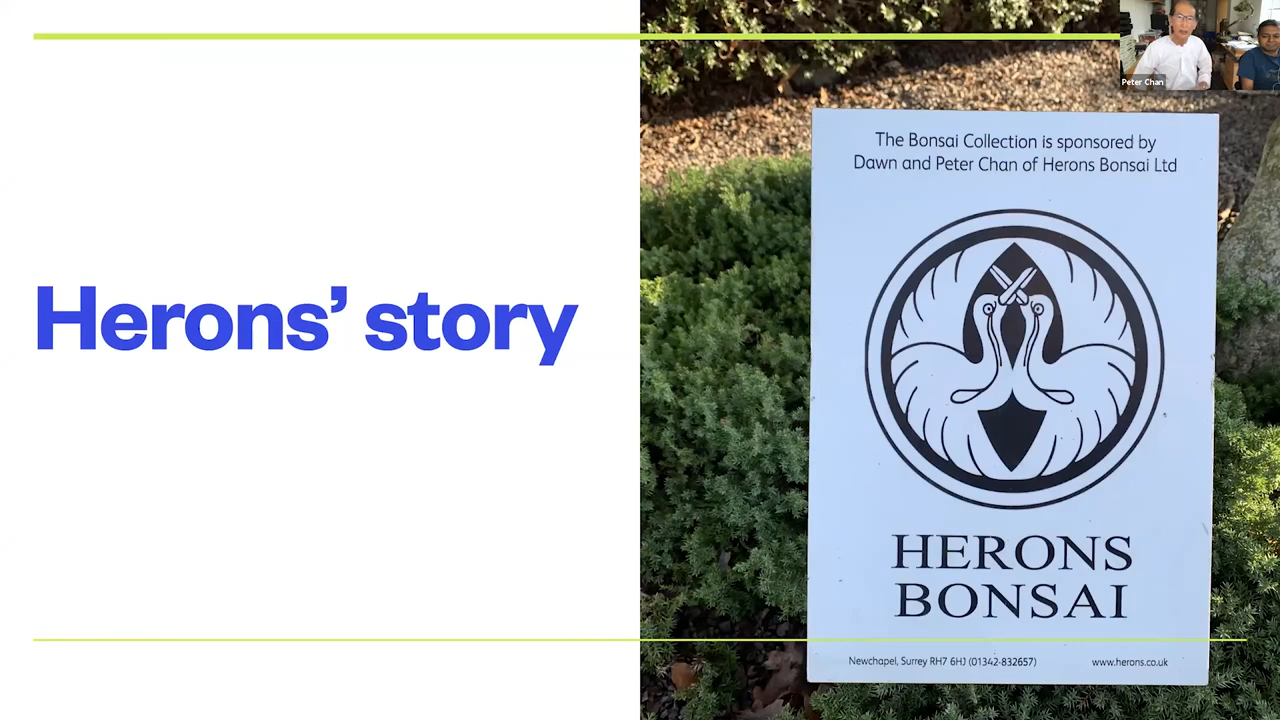 Herons’ story
Peter Chan
The Bonsai Collection is sponsored by
Dawn and Peter Chan of Herons Bonsai Ltd
HERONS
BONSAI
Newchapel, Surrey RH7 6HJ (01342-832657)
www.herons.co.uk